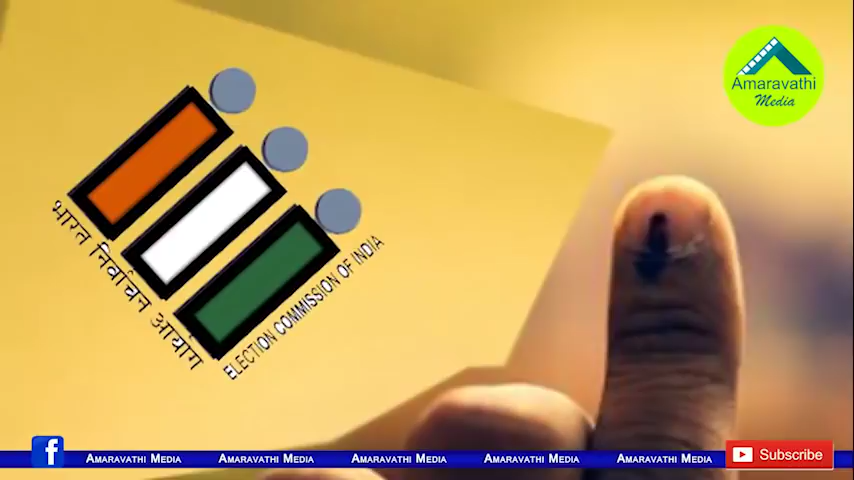 Amaravathi
Media
भारत निर्वाचन आयोग
ELECTION COMMISSION OF INDIA
f AMARAVATHI MEDIA AMARAVATHI MEDIA AMARAVATHI MEDIA AMARAVATHI MEDIA AMARAVATHI MEDIA Subscribe